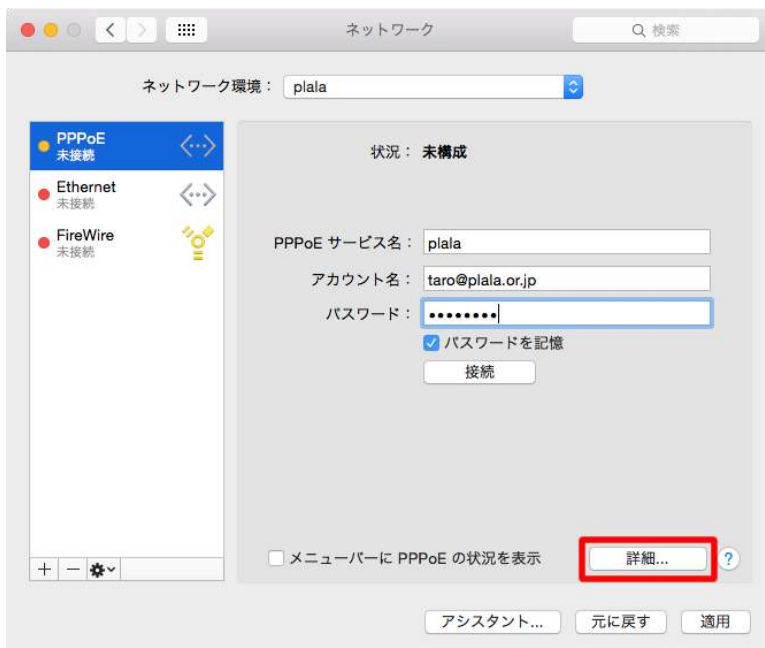 ネットワーク
検索
ネットワーク環境： plala
PPPoE
未接続
Ethernet
未接続
FireWire
未接続
状況： 未構成
PPPoE サービス名： plala
アカウント名： taro@plala.or.jp
パスワード： ••••••••
パスワードを記憶
接続
メニューバーに PPPoE の状況を表示
詳細...
?
アシスタント...
元に戻す
適用